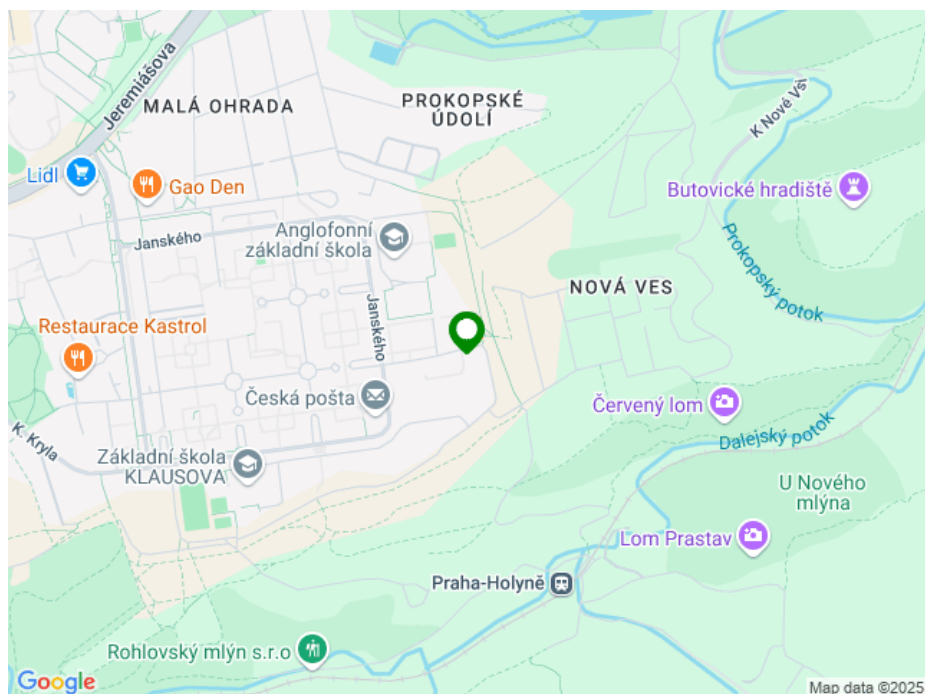 Jeremiášova
MALÁ OHRADA
PROKOPSKÉ
ÚDOLÍ
K Nové Vsi
Lidl
Gao Den
Butovické hradiště
Anglofonní
základní škola
Janského
Prokopský potok
NOVÁ VES
Janského
Restaurace Kastrol
Česká pošta
Červený lom
Dalejský potok
K. Kryla
Základní škola
KLAUSOVA
U Nového
mlýna
Lom Prastav
Praha-Holyně
Rohlovský mlýn s.r.o
Google
Map data ©2025